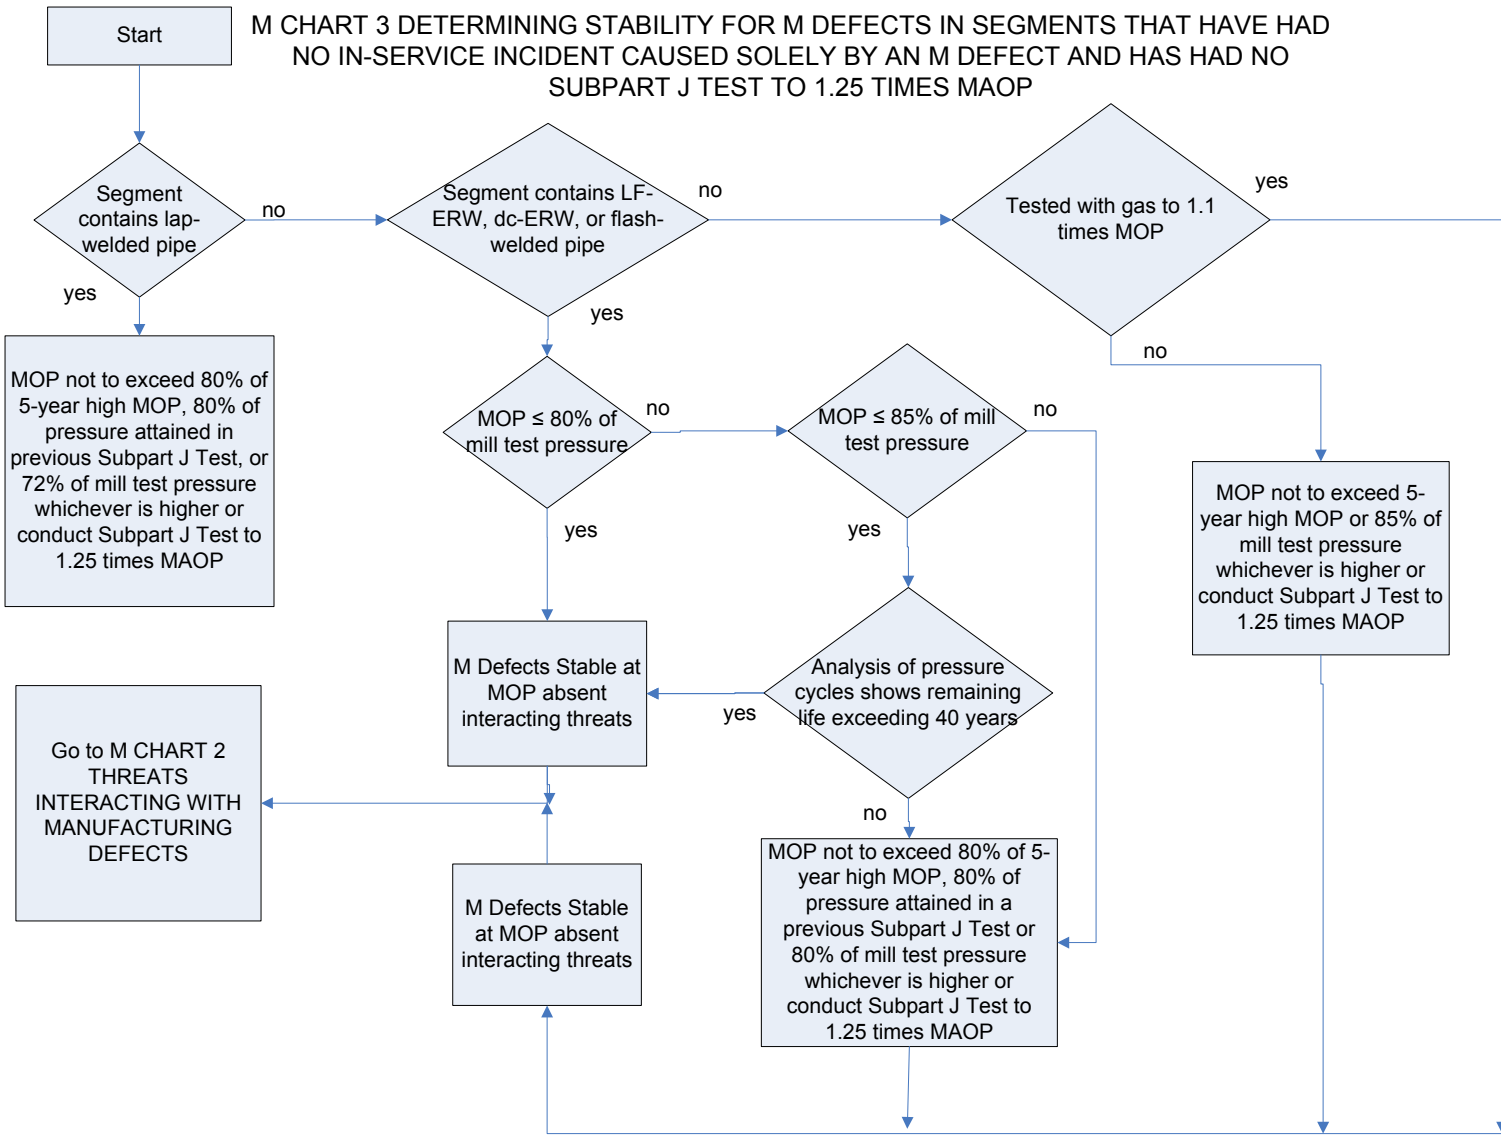 Start
M CHART 3 DETERMINING STABILITY FOR M DEFECTS IN SEGMENTS THAT HAVE HAD
NO IN-SERVICE INCIDENT CAUSED SOLELY BY AN M DEFECT AND HAS HAD NO
SUBPART J TEST TO 1.25 TIMES MAOP
Segment
contains lap-
welded pipe
no
yes
Segment contains LF-
ERW, dc-ERW, or flash-
welded pipe
no
yes
Tested with gas to 1.1
times MOP
yes
no
MOP not to exceed 80% of
5-year high MOP, 80% of
pressure attained in
previous Subpart J Test, or
72% of mill test pressure
whichever is higher or
conduct Subpart J Test to
1.25 times MAOP
MOP ≤ 80% of
mill test pressure
no
yes
MOP ≤ 85% of mill
test pressure
no
yes
MOP not to exceed 5-
year high MOP or 85% of
mill test pressure
whichever is higher or
conduct Subpart J Test to
1.25 times MAOP
M Defects Stable at
MOP absent
interacting threats
Analysis of pressure
cycles shows remaining
life exceeding 40 years
yes
no
Go to M CHART 2
THREATS
INTERACTING WITH
MANUFACTURING
DEFECTS
M Defects Stable
at MOP absent
interacting threats
MOP not to exceed 80% of 5-
year high MOP, 80% of
pressure attained in a
previous Subpart J Test or
80% of mill test pressure
whichever is higher or
conduct Subpart J Test to
1.25 times MAOP